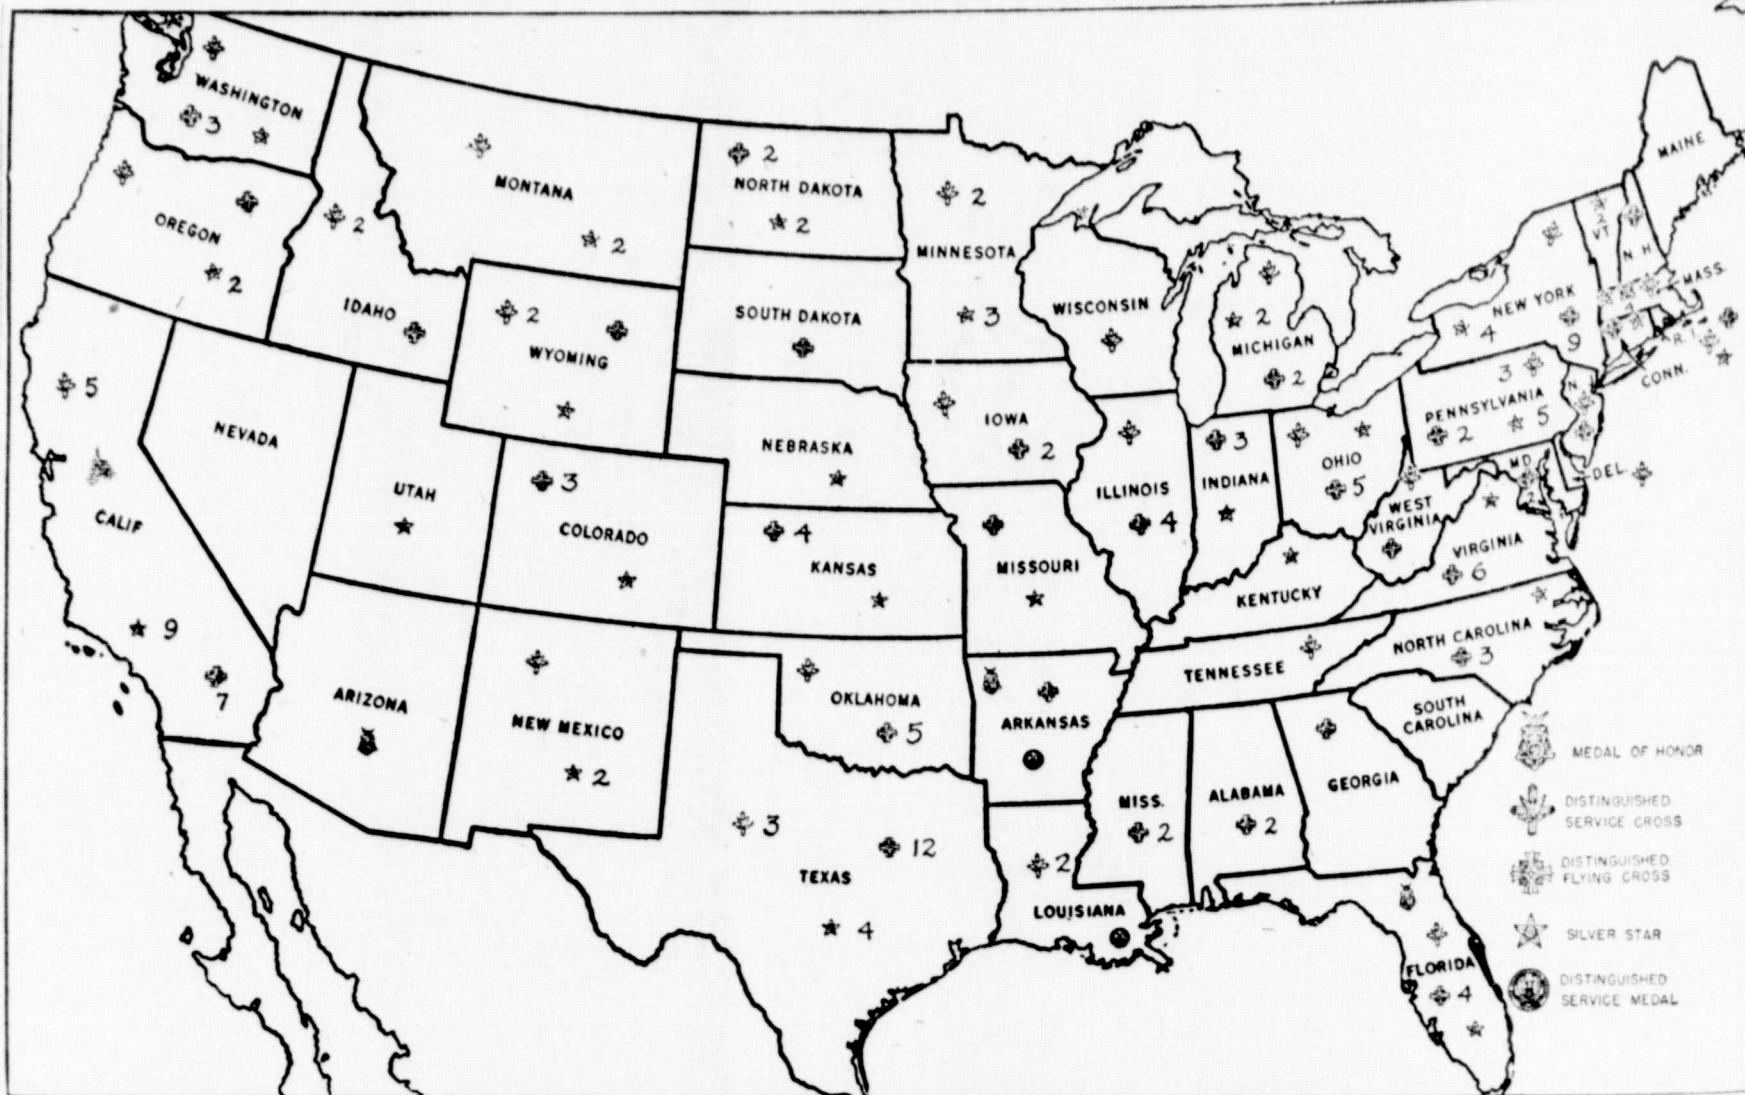 WASHINGTON
3
OREGON
2
2
IDAHO
MONTANA
2
2
WYOMING
2
NORTH DAKOTA
2
SOUTH DAKOTA
2
MINNESOTA
3
WISCONSIN
2
MICHIGAN
2
MAINE
2
VT
N H
MASS.
NEW YORK
4
9
R. I.
CONN.
5
CALIF
9
7
NEVADA
UTAH
3
COLORADO
NEBRASKA
4
KANSAS
IOWA
2
ILLINOIS
4
3
INDIANA
OHIO
5
3
PENNSYLVANIA
2
5
N J
MD
2
DEL.
WEST
VIRGINIA
VIRGINIA
6
MISSOURI
KENTUCKY
ARIZONA
NEW MEXICO
2
OKLAHOMA
5
ARKANSAS
TENNESSEE
NORTH CAROLINA
3
SOUTH
CAROLINA
3
12
TEXAS
4
2
LOUISIANA
MISS.
2
ALABAMA
2
GEORGIA
FLORIDA
4
MEDAL OF HONOR
DISTINGUISHED
SERVICE CROSS
DISTINGUISHED
FLYING CROSS
SILVER STAR
DISTINGUISHED
SERVICE MEDAL